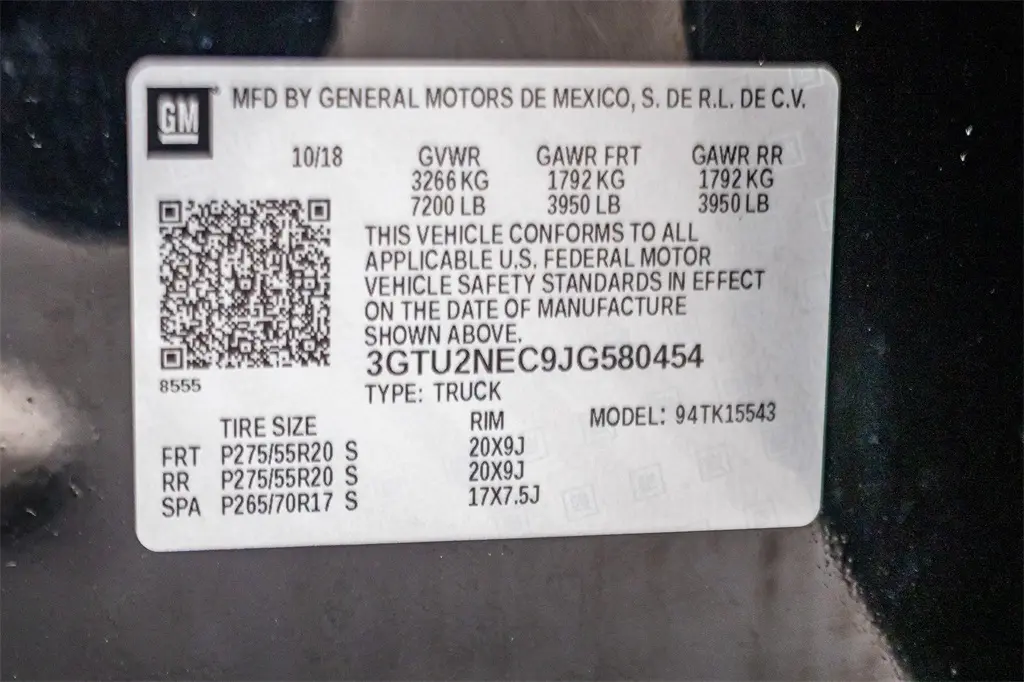 GM
MFD BY GENERAL MOTORS DE MEXICO, S. DE R.L. DE C.V.
10/18 GVWR GAWR FRT GAWR RR
3266 KG 1792 KG 1792 KG
7200 LB 3950 LB 3950 LB
THIS VEHICLE CONFORMS TO ALL
APPLICABLE U.S. FEDERAL MOTOR
VEHICLE SAFETY STANDARDS IN EFFECT
ON THE DATE OF MANUFACTURE
SHOWN ABOVE.
3GTU2NEC9JG580454
8555
TYPE: TRUCK
TIRE SIZE RIM MODEL: 94TK15543
FRT P275/55R20 S 20X9J
RR P275/55R20 S 20X9J
SPA P265/70R17 S 17X7.5J